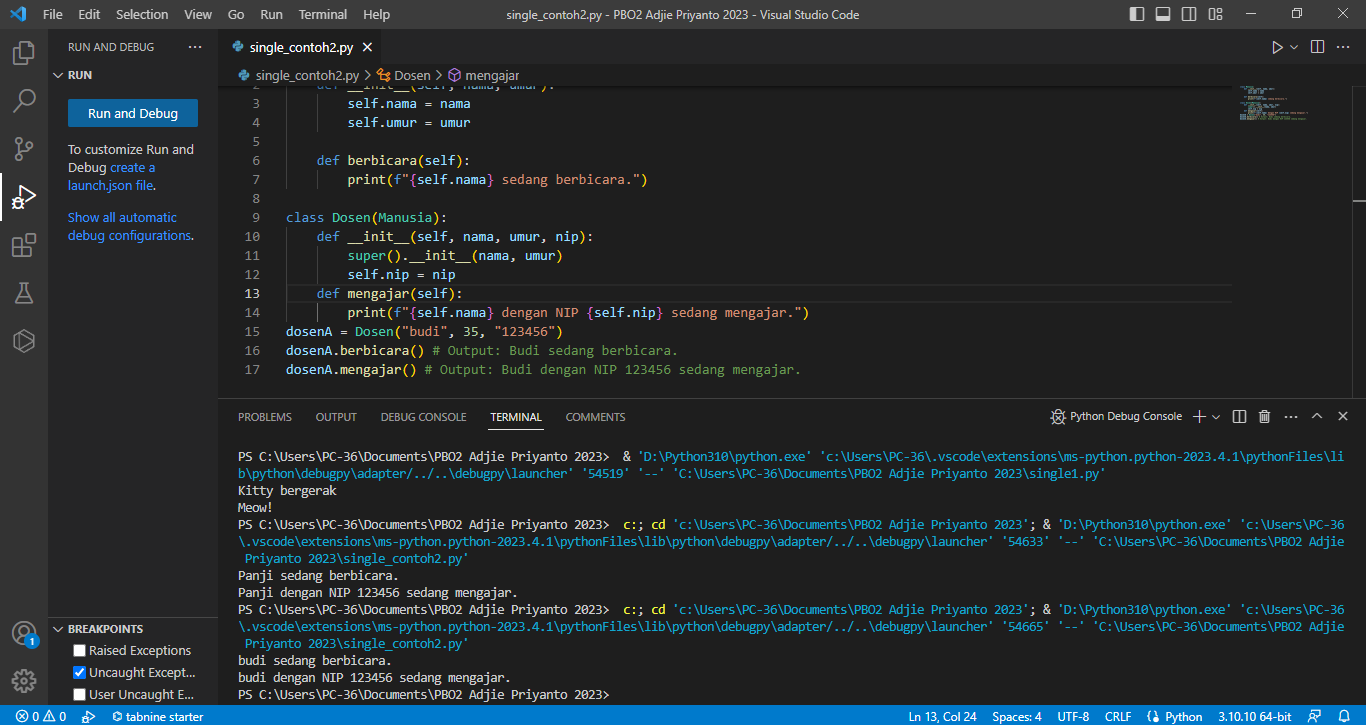 File Edit Selection View Go Run Terminal Help single_contoh2.py - PBO2 Adjie Priyanto 2023 - Visual Studio Code
RUN AND DEBUG ···
RUN
Run and Debug
To customize Run and
Debug create a
launch.json file.
Show all automatic
debug configurations.
BREAKPOINTS
Raised Exceptions
Uncaught Except...
User Uncaught E...
single_contoh2.py
single_contoh2.py > Dosen > mengajar
2 def __init__(self, nama, umur):
3 self.nama = nama
4 self.umur = umur
5
6 def berbicara(self):
7 print(f"{self.nama} sedang berbicara.")
8
9 class Dosen(Manusia):
10 def __init__(self, nama, umur, nip):
11 super().__init__(nama, umur)
12 self.nip = nip
13 def mengajar(self):
14 print(f"{self.nama} dengan NIP {self.nip} sedang mengajar.")
15 dosenA = Dosen("budi", 35, "123456")
16 dosenA.berbicara() # Output: Budi sedang berbicara.
17 dosenA.mengajar() # Output: Budi dengan NIP 123456 sedang mengajar.
PROBLEMS OUTPUT DEBUG CONSOLE TERMINAL COMMENTS Python Debug Console
PS C:\Users\PC-36\Documents\PBO2 Adjie Priyanto 2023> & 'D:\Python310\python.exe' 'c:\Users\PC-36\.vscode\extensions\ms-python.python-2023.4.1\pythonFiles\li
b\python\debugpy\adapter/../..\debugpy\launcher' '54519' '--' 'C:\Users\PC-36\Documents\PBO2 Adjie Priyanto 2023\single1.py'
Kitty bergerak
Meow!
PS C:\Users\PC-36\Documents\PBO2 Adjie Priyanto 2023> c:; cd 'c:\Users\PC-36\Documents\PBO2 Adjie Priyanto 2023'; & 'D:\Python310\python.exe' 'c:\Users\PC-36
\.vscode\extensions\ms-python.python-2023.4.1\pythonFiles\lib\python\debugpy\adapter/../..\debugpy\launcher' '54633' '--' 'C:\Users\PC-36\Documents\PBO2 Adjie
Priyanto 2023\single_contoh2.py'
Panji sedang berbicara.
Panji dengan NIP 123456 sedang mengajar.
PS C:\Users\PC-36\Documents\PBO2 Adjie Priyanto 2023> c:; cd 'c:\Users\PC-36\Documents\PBO2 Adjie Priyanto 2023'; & 'D:\Python310\python.exe' 'c:\Users\PC-36
\.vscode\extensions\ms-python.python-2023.4.1\pythonFiles\lib\python\debugpy\adapter/../..\debugpy\launcher' '54665' '--' 'C:\Users\PC-36\Documents\PBO2 Adjie
Priyanto 2023\single_contoh2.py'
budi sedang berbicara.
budi dengan NIP 123456 sedang mengajar.
PS C:\Users\PC-36\Documents\PBO2 Adjie Priyanto 2023>
1
0 0 tabnine starter Ln 13, Col 24 Spaces: 4 UTF-8 CRLF Python 3.10.10 64-bit